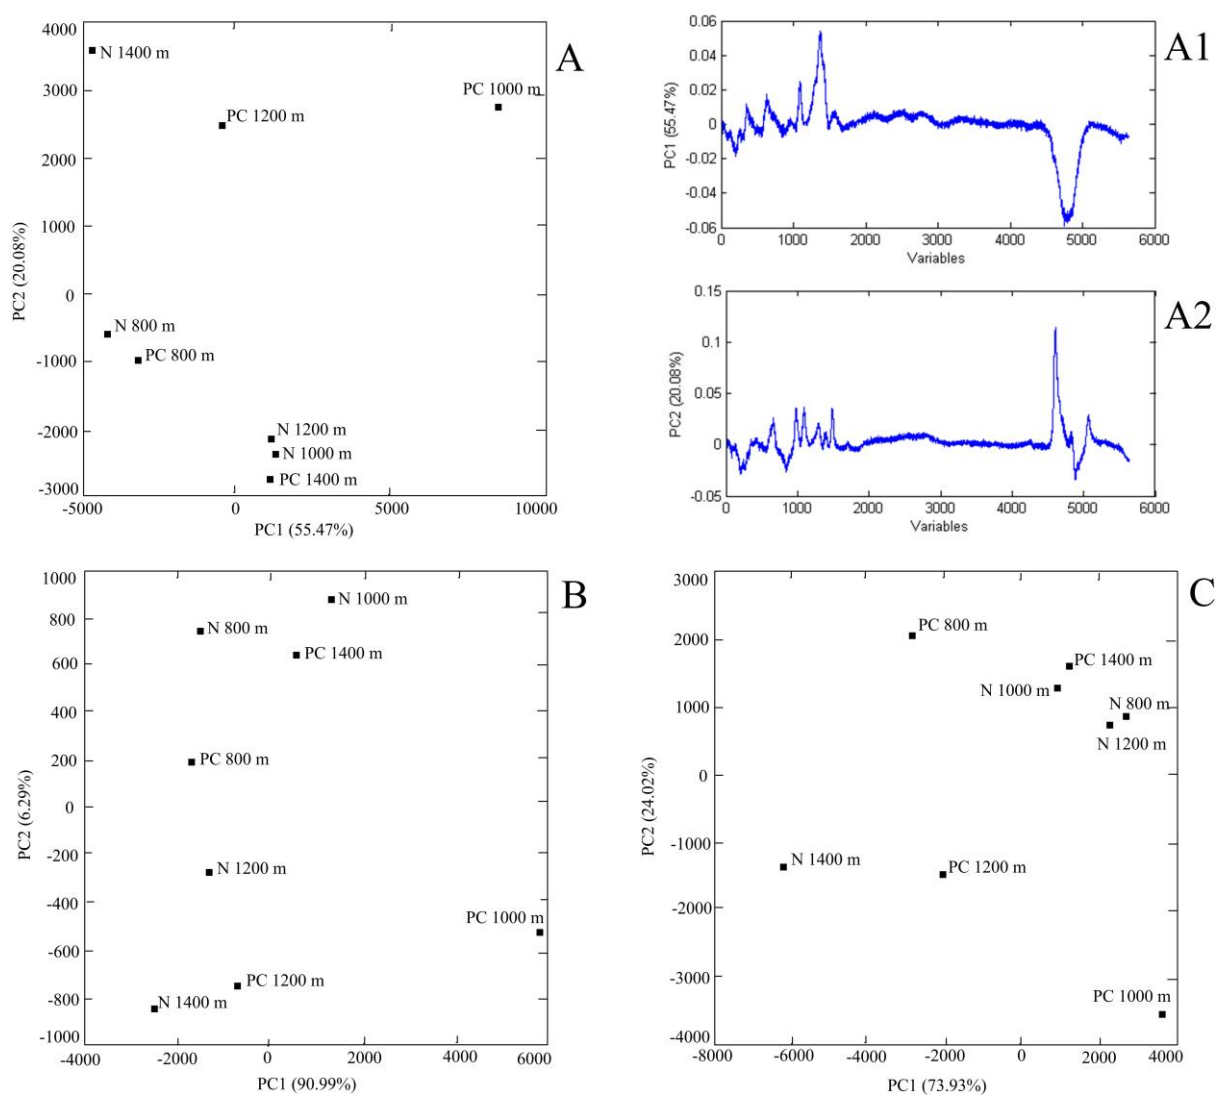 A
4000
3000
2000
1000
0
-1000
-2000
-3000
PC2 (20.08%)
N 1400 m
PC 1000 m
PC 1200 m
N 800 m
PC 800 m
N 1200 m
N 1000 m
PC 1400 m
-5000 0 5000 10000
PC1 (55.47%)
A1
0.06
0.04
0.02
0
-0.02
-0.04
-0.06
PC1 (55.47%)
0 1000 2000 3000 4000 5000 6000
Variables
A2
0.15
0.1
0.05
0
-0.05
PC2 (20.08%)
0 1000 2000 3000 4000 5000 6000
Variables
B
1000
800
600
400
200
0
-200
-400
-600
-800
-1000
PC2 (6.29%)
N 1000 m
N 800 m
PC 1400 m
PC 800 m
N 1200 m
PC 1000 m
PC 1200 m
N 1400 m
-4000 -2000 0 2000 4000 6000
PC1 (90.99%)
C
3000
2000
1000
0
-1000
-2000
-3000
-4000
PC2 (24.02%)
PC 800 m
PC 1400 m
N 1000 m
N 800 m
N 1200 m
N 1400 m
PC 1200 m
PC 1000 m
-8000 -6000 -4000 -2000 0 2000 4000
PC1 (73.93%)